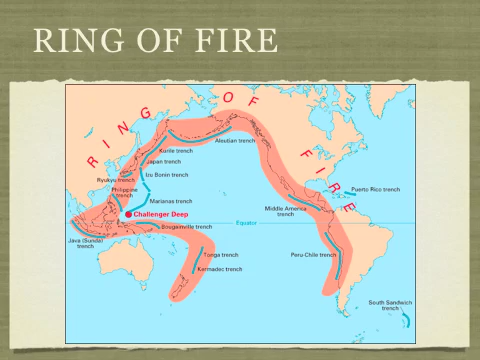 RING OF FIRE
RING OF FIRE
Aleutian trench
Kurile trench
Japan trench
Izu Bonin trench
Ryukyu trench
Philippine
trench
Marianas trench
Challenger Deep
Puerto Rico trench
Middle America
trench
Equator
Bougainville trench
Java (Sunda)
trench
Tonga trench
Kermadec trench
Peru-Chile trench
South Sandwich
trench